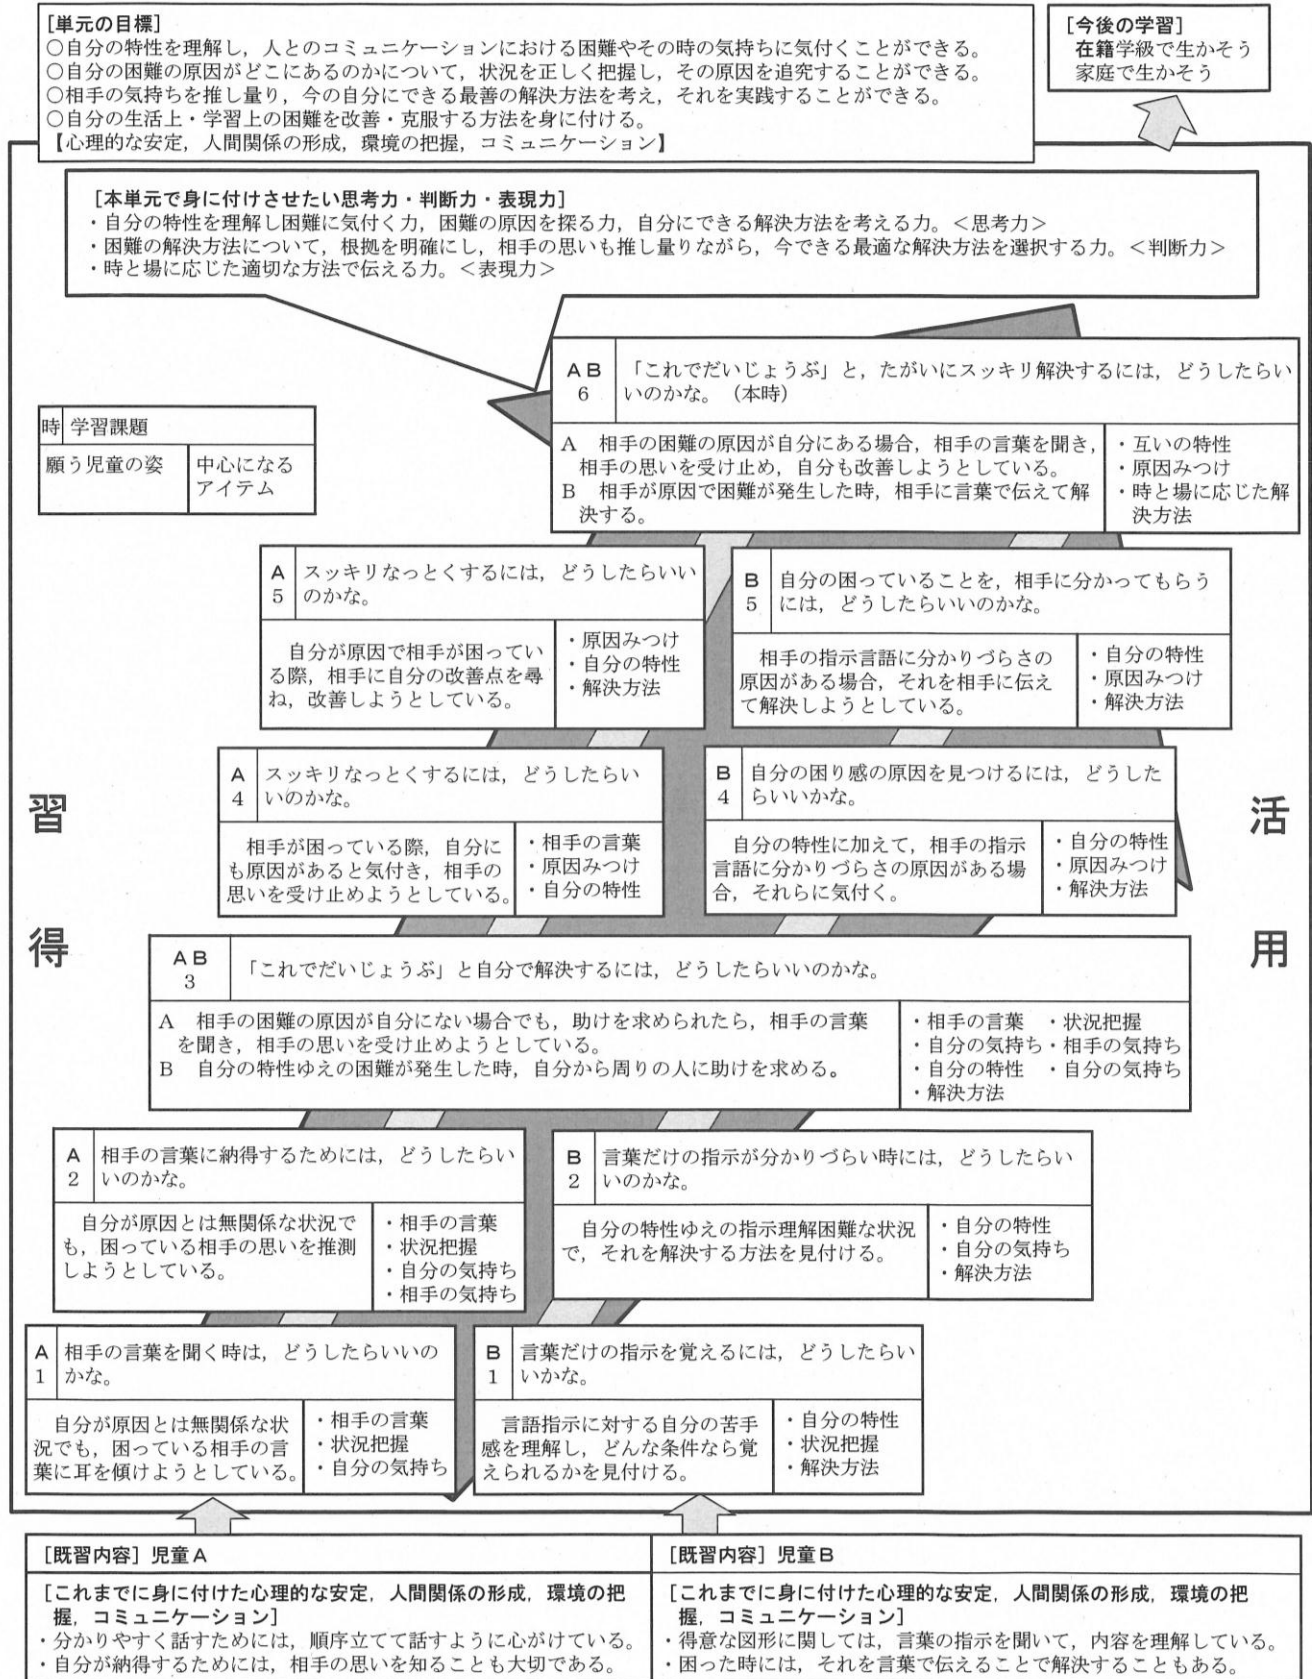 [単元の目標]
○自分の特性を理解し，人とのコミュニケーションにおける困難やその時の気持ちに気付くことができる。
○自分の困難の原因がどこにあるのかについて，状況を正しく把握し，その原因を追究することができる。
○相手の気持ちを推し量り，今の自分にできる最善の解決方法を考え，それを実践することができる。
○自分の生活上・学習上の困難を改善・克服する方法を身に付ける。
【心理的な安定，人間関係の形成，環境の把握，コミュニケーション】
[今後の学習]
在籍学級で生かそう
家庭で生かそう
[本単元で身に付けさせたい思考力・判断力・表現力]
・自分の特性を理解し困難に気付く力，困難の原因を探る力，自分にできる解決方法を考える力。＜思考力＞
・困難の解決方法について，根拠を明確にし，相手の思いも推し量りながら，今できる最適な解決方法を選択する力。＜判断力＞
・時と場に応じた適切な方法で伝える力。＜表現力＞
時 学習課題
願う児童の姿
中心になる
アイテム
A B
6
「これでだいじょうぶ」と，たがいにスッキリ解決するには，どうしたらい
いのかな。（本時）
A 相手の困難の原因が自分にある場合，相手の言葉を聞き，
相手の思いを受け止め，自分も改善しようとしている。
B 相手が原因で困難が発生した時，相手に言葉で伝えて解
決する。
・互いの特性
・原因みつけ
・時と場に応じた解
決方法
A
5
スッキリなっとくするには，どうしたらいい
のかな。
自分が原因で相手が困ってい
る際，相手に自分の改善点を尋
ね，改善しようとしている。
・原因みつけ
・自分の特性
・解決方法
B
5
自分の困っていることを，相手に分かってもらう
には，どうしたらいいのかな。
相手の指示言語に分かりづらさの
原因がある場合，それを相手に伝え
て解決しようとしている。
・自分の特性
・原因みつけ
・解決方法
A
4
スッキリなっとくするには，どうしたらい
いのかな。
相手が困っている際，自分に
も原因があると気付き，相手の
思いを受け止めようとしている。
・相手の言葉
・原因みつけ
・自分の特性
B
4
自分の困り感の原因を見つけるには，どうした
らいいかな。
自分の特性に加えて，相手の指示
言語に分かりづらさの原因がある場
合，それらに気付く。
・自分の特性
・原因みつけ
・解決方法
習得
活用
A B
3
「これでだいじょうぶ」と自分で解決するには，どうしたらいいのかな。
A 相手の困難の原因が自分にない場合でも，助けを求められたら，相手の言葉
を聞き，相手の思いを受け止めようとしている。
B 自分の特性ゆえの困難が発生した時，自分から周りの人に助けを求める。
・相手の言葉 ・状況把握
・自分の気持ち・相手の気持ち
・自分の特性 ・自分の気持ち
・解決方法
A
2
相手の言葉に納得するためには，どうしたらい
いのかな。
自分が原因とは無関係な状況で
も，困っている相手の思いを推測
しようとしている。
・相手の言葉
・状況把握
・自分の気持ち
・相手の気持ち
B
2
言葉だけの指示が分かりづらい時には，どうしたらい
いのかな。
自分の特性ゆえの指示理解困難な状況
で，それを解決する方法を見付ける。
・自分の特性
・自分の気持ち
・解決方法
A
1
相手の言葉を聞く時は，どうしたらいいの
かな。
自分が原因とは無関係な状
況でも，困っている相手の言
葉に耳を傾けようとしている。
・相手の言葉
・状況把握
・自分の気持ち
B
1
言葉だけの指示を覚えるには，どうしたらい
いかな。
言語指示に対する自分の苦手
感を理解し，どんな条件なら覚
えられるかを見付ける。
・自分の特性
・状況把握
・解決方法
[既習内容] 児童A
[これまでに身に付けた心理的な安定，人間関係の形成，環境の把
握，コミュニケーション]
・分かりやすく話すためには，順序立てて話すように心がけている。
・自分が納得するためには，相手の思いを知ることも大切である。
[既習内容] 児童B
[これまでに身に付けた心理的な安定，人間関係の形成，環境の把
握，コミュニケーション]
・得意な図形に関しては，言葉の指示を聞いて，内容を理解している。
・困った時には，それを言葉で伝えることで解決することもある。